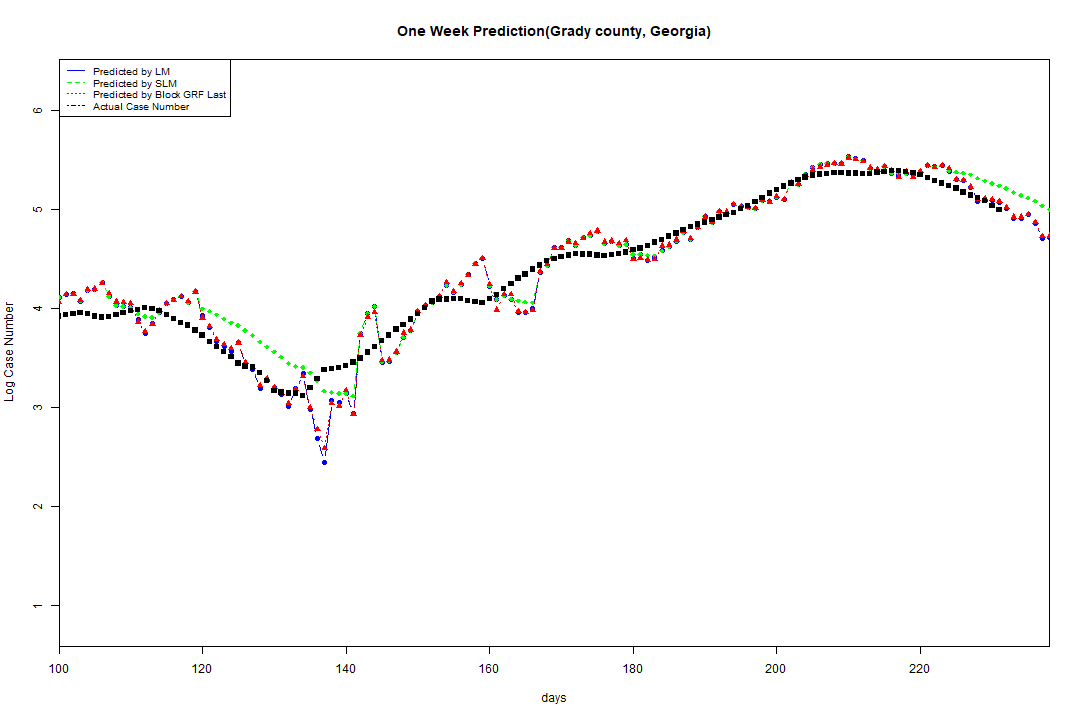 One Week Prediction(Grady county, Georgia)
Predicted by LM
Predicted by SLM
Predicted by Block GRF Last
Actual Case Number
6
5
4
3
2
1
Log Case Number
100 120 140 160 180 200 220
days